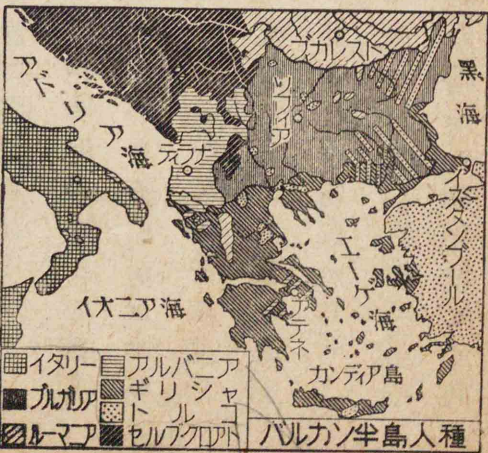 ブカレスト
黒海
アドリア海
ソフィア
ティラナ
イスタンブール
エーゲ海
イオニア海
アテネ
カンディア島
イタリー
アルバニア
ブルガリア
ギリシャ
トルコ
ルーマニア
セルブクロアト
バルカン半島人種